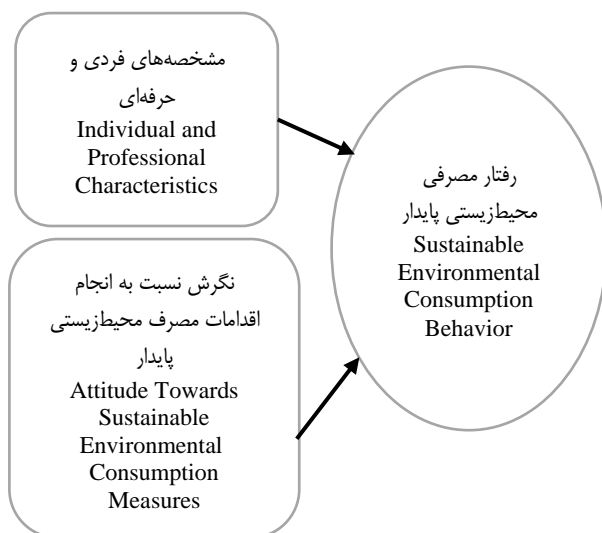 مشخصه‌های فردی و
حرفه‌ای
Individual and
Professional
Characteristics
نگرش نسبت به انجام
اقدامات مصرف محیط‌زیستی
پایدار
Attitude Towards
Sustainable
Environmental
Consumption
Measures
رفتار مصرفی
محیط‌زیستی پایدار
Sustainable
Environmental
Consumption
Behavior